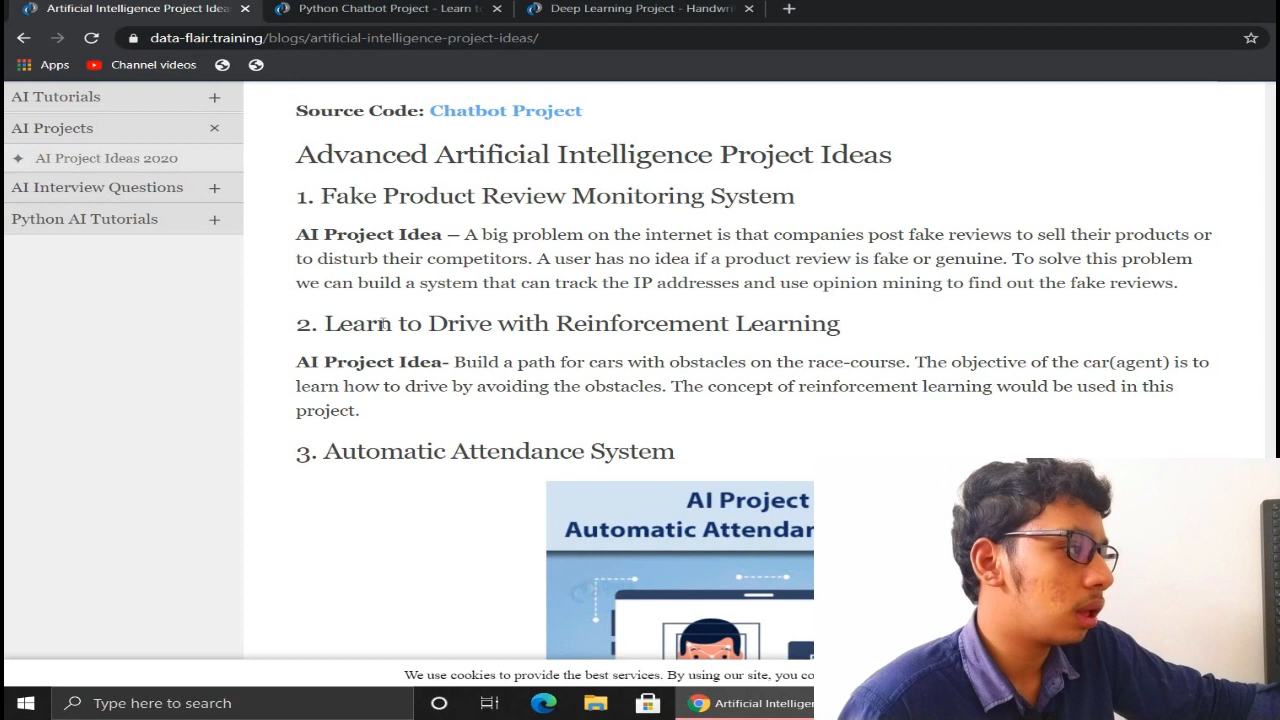 Artificial Intelligence Project Idea
Python Chatbot Project - Learn to
Deep Learning Project - Handwri
data-flair.training/blogs/artificial-intelligence-project-ideas/
Apps
Channel videos
AI Tutorials
AI Projects
AI Project Ideas 2020
AI Interview Questions
Python AI Tutorials
Source Code: Chatbot Project
Advanced Artificial Intelligence Project Ideas
1. Fake Product Review Monitoring System
AI Project Idea – A big problem on the internet is that companies post fake reviews to sell their products or
to disturb their competitors. A user has no idea if a product review is fake or genuine. To solve this problem
we can build a system that can track the IP addresses and use opinion mining to find out the fake reviews.
2. Learn to Drive with Reinforcement Learning
AI Project Idea- Build a path for cars with obstacles on the race-course. The objective of the car(agent) is to
learn how to drive by avoiding the obstacles. The concept of reinforcement learning would be used in this
project.
3. Automatic Attendance System
AI Project
Automatic Attendan
We use cookies to provide the best services. By using our site, you co
Type here to search
Artificial Intelligen